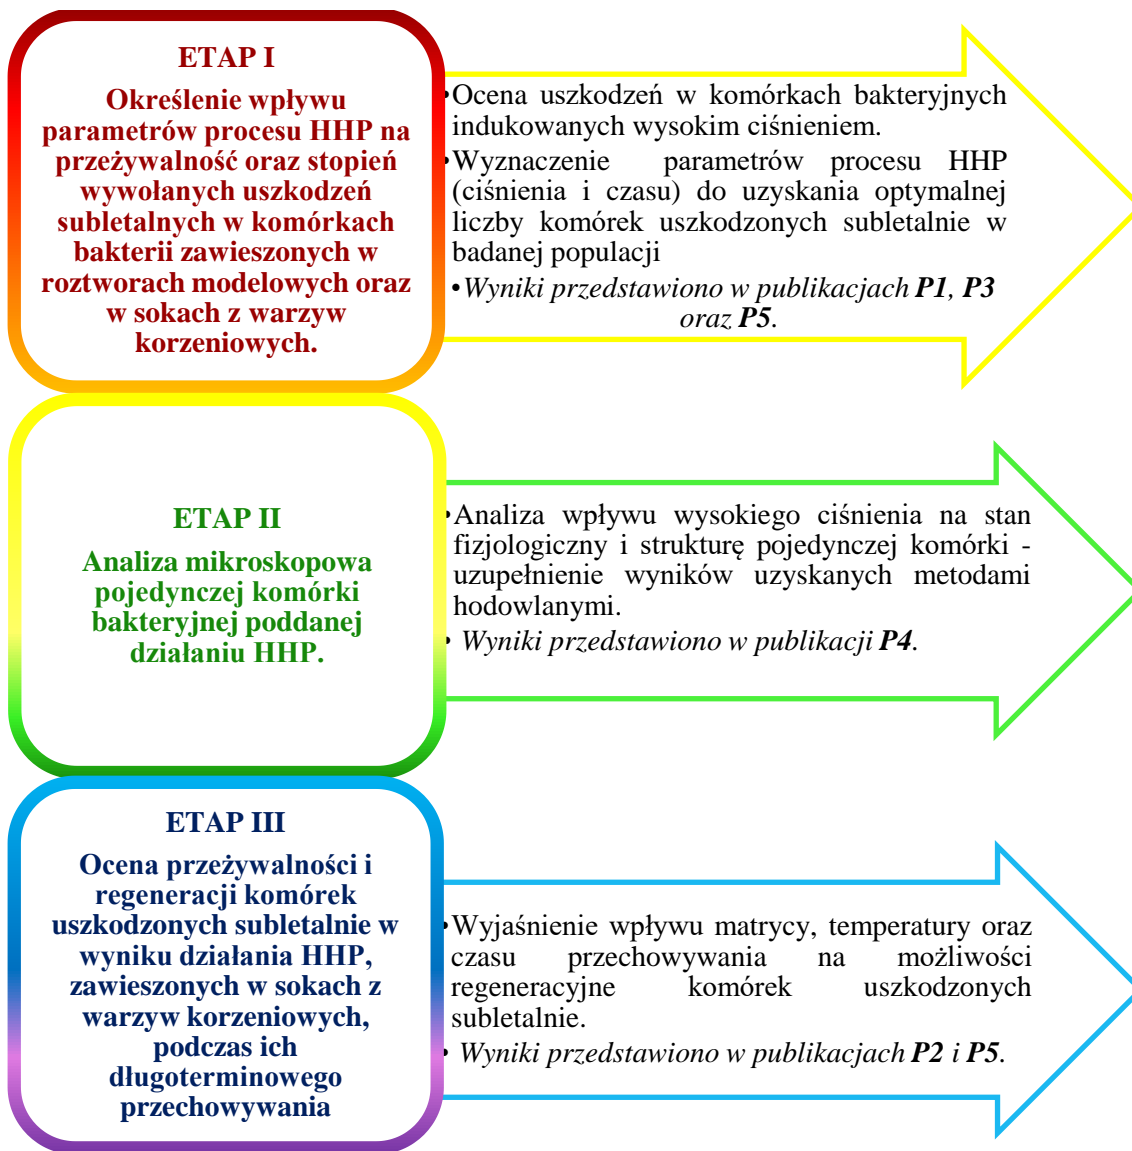 ETAP I
Określenie wpływu
parametrów procesu HHP na
przeżywalność oraz stopień
wywołanych uszkodzeń
subletalnych w komórkach
bakterii zawieszonych w
roztworach modelowych oraz
w sokach z warzyw
korzeniowych.
•Ocena uszkodzeń w komórkach bakteryjnych
indukowanych wysokim ciśnieniem.
•Wyznaczenie parametrów procesu HHP
(ciśnienia i czasu) do uzyskania optymalnej
liczby komórek uszkodzonych subletalnie w
badanej populacji
•Wyniki przedstawiono w publikacjach P1, P3
oraz P5.
ETAP II
Analiza mikroskopowa
pojedynczej komórki
bakteryjnej poddanej
działaniu HHP.
•Analiza wpływu wysokiego ciśnienia na stan
fizjologiczny i strukturę pojedynczej komórki -
uzupełnienie wyników uzyskanych metodami
hodowlanymi.
• Wyniki przedstawiono w publikacji P4.
ETAP III
Ocena przeżywalności i
regeneracji komórek
uszkodzonych subletalnie w
wyniku działania HHP,
zawieszonych w sokach z
warzyw korzeniowych,
podczas ich
długoterminowego
przechowywania
•Wyjaśnienie wpływu matrycy, temperatury oraz
czasu przechowywania na możliwości
regeneracyjne komórek uszkodzonych
subletalnie.
• Wyniki przedstawiono w publikacjach P2 i P5.